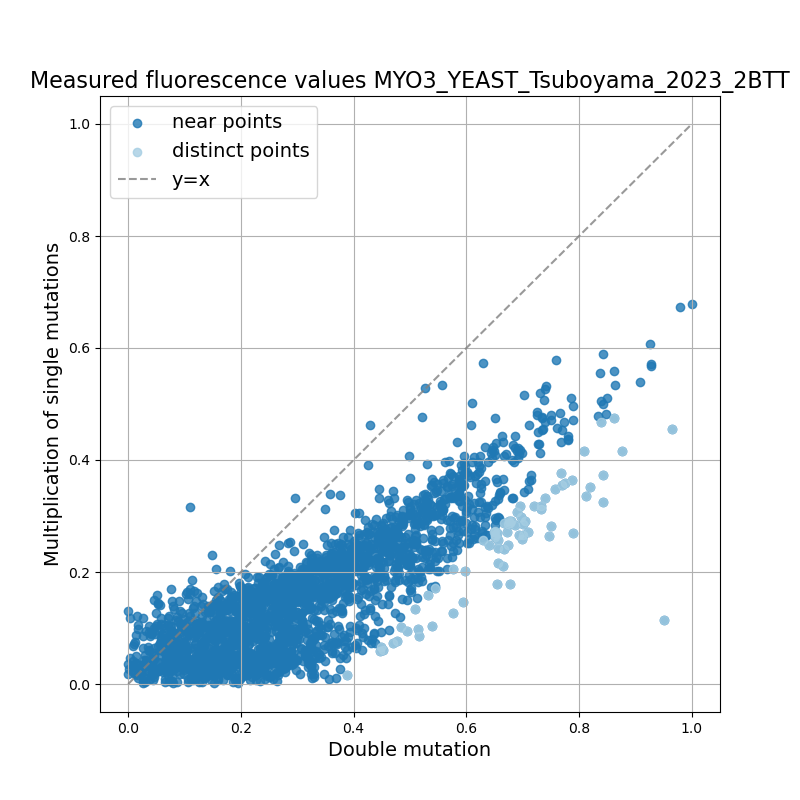 Measured fluorescence values MYO3_YEAST_Tsuboyama_2023_2BTT
near points
distinct points
y=x
Multiplication of single mutations
1.0
0.8
0.6
0.4
0.2
0.0
0.0 0.2 0.4 0.6 0.8 1.0
Double mutation